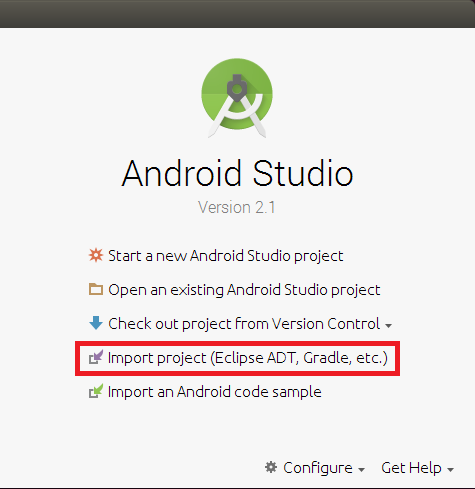 Android Studio
Version 2.1
Start a new Android Studio project
Open an existing Android Studio project
Check out project from Version Control
Import project (Eclipse ADT, Gradle, etc.)
Import an Android code sample
Configure Get Help